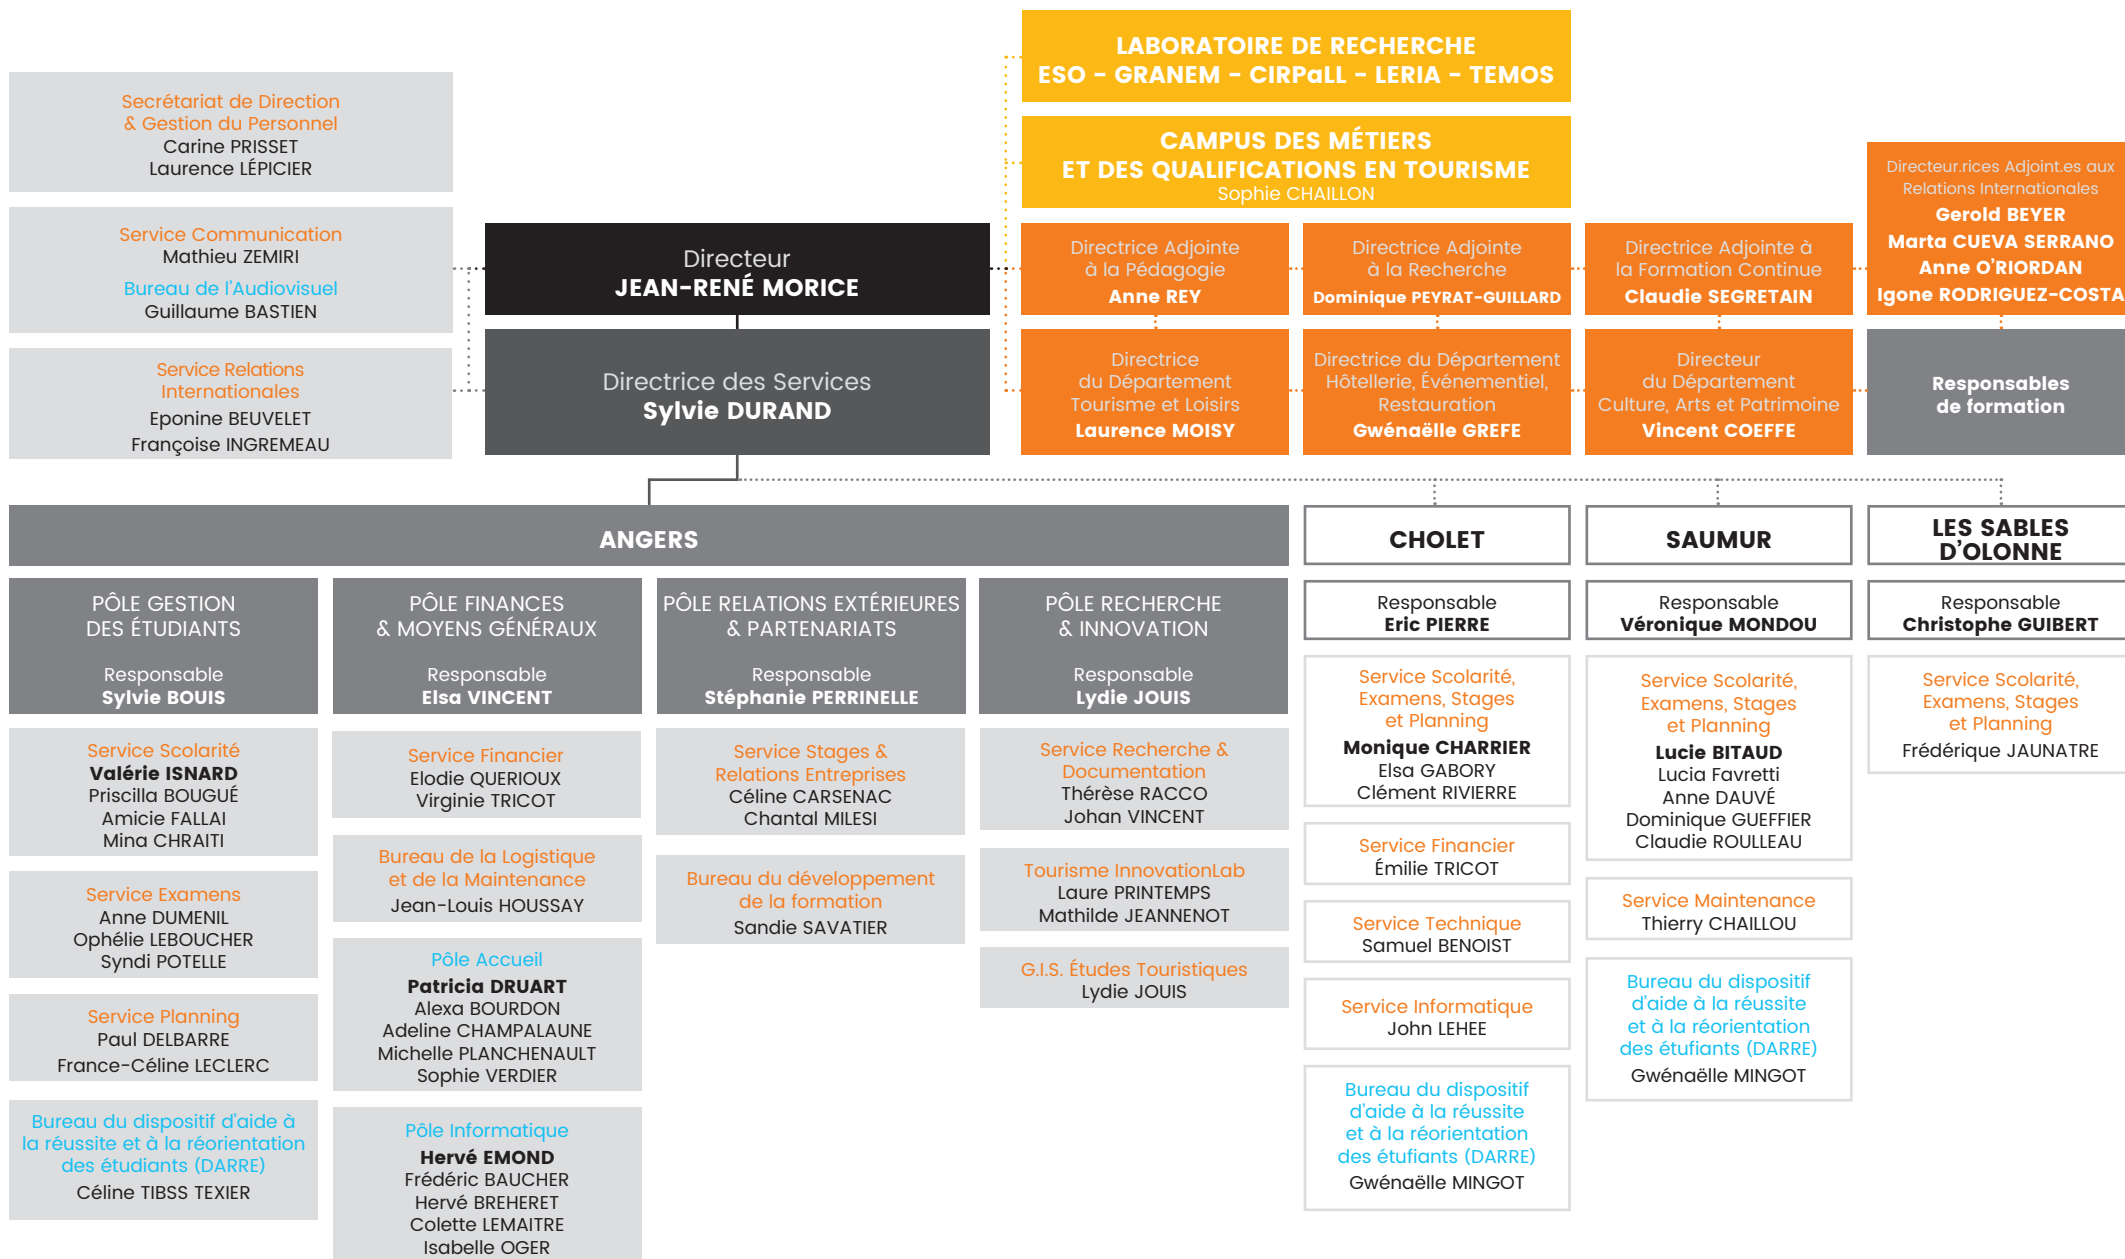 LABORATOIRE DE RECHERCHE
ESO - GRANEM - CIRPaLL - LERIA - TEMOS
CAMPUS DES MÉTIERS
ET DES QUALIFICATIONS EN TOURISME
Sophie CHAILLON
Secrétariat de Direction
& Gestion du Personnel
Carine PRISSET
Laurence LÉPICIER
Service Communication
Mathieu ZEMIRI
Bureau de l'Audiovisuel
Guillaume BASTIEN
Service Relations
Internationales
Eponine BEUVELET
Françoise INGREMEAU
Directeur
JEAN-RENÉ MORICE
Directrice des Services
Sylvie DURAND
Directrice Adjointe
à la Pédagogie
Anne REY
Directrice Adjointe
à la Recherche
Dominique PEYRAT-GUILLARD
Directrice Adjointe à
la Formation Continue
Claudie SEGRETAIN
Directeur.rices Adjoint.es aux
Relations Internationales
Gerold BEYER
Marta CUEVA SERRANO
Anne O'RIORDAN
Igone RODRIGUEZ-COSTA
Directrice
du Département
Tourisme et Loisirs
Laurence MOISY
Directrice du Département
Hôtellerie, Événementiel,
Restauration
Gwénaëlle GREFE
Directeur
du Département
Culture, Arts et Patrimoine
Vincent COEFFE
Responsables
de formation
ANGERS
PÔLE GESTION
DES ÉTUDIANTS
Responsable
Sylvie BOUIS
Service Scolarité
Valérie ISNARD
Priscilla BOUGUÉ
Amicie FALLAI
Mina CHRAITI
Service Examens
Anne DUMENIL
Ophélie LEBOUCHER
Syndi POTELLE
Service Planning
Paul DELBARRE
France-Céline LECLERC
Bureau du dispositif d'aide à
la réussite et à la réorientation
des étudiants (DARRE)
Céline TIBSS TEXIER
PÔLE FINANCES
& MOYENS GÉNÉRAUX
Responsable
Elsa VINCENT
Service Financier
Elodie QUERIOUX
Virginie TRICOT
Bureau de la Logistique
et de la Maintenance
Jean-Louis HOUSSAY
Pôle Accueil
Patricia DRUART
Alexa BOURDON
Adeline CHAMPALAUNE
Michelle PLANCHENAULT
Sophie VERDIER
Pôle Informatique
Hervé EMOND
Frédéric BAUCHER
Hervé BREHERET
Colette LEMAITRE
Isabelle OGER
PÔLE RELATIONS EXTÉRIEURES
& PARTENARIATS
Responsable
Stéphanie PERRINELLE
Service Stages &
Relations Entreprises
Céline CARSENAC
Chantal MILESI
Bureau du développement
de la formation
Sandie SAVATIER
PÔLE RECHERCHE
& INNOVATION
Responsable
Lydie JOUIS
Service Recherche &
Documentation
Thérèse RACCO
Johan VINCENT
Tourisme InnovationLab
Laure PRINTEMPS
Mathilde JEANNENOT
G.I.S. Études Touristiques
Lydie JOUIS
CHOLET
Responsable
Eric PIERRE
Service Scolarité,
Examens, Stages
et Planning
Monique CHARRIER
Elsa GABORY
Clément RIVIERRE
Service Financier
Émilie TRICOT
Service Technique
Samuel BENOIST
Service Informatique
John LEHEE
Bureau du dispositif
d'aide à la réussite
et à la réorientation
des étufiants (DARRE)
Gwénaëlle MINGOT
SAUMUR
Responsable
Véronique MONDOU
Service Scolarité,
Examens, Stages
et Planning
Lucie BITAUD
Lucia Favretti
Anne DAUVÉ
Dominique GUEFFIER
Claudie ROULLEAU
Service Maintenance
Thierry CHAILLOU
Bureau du dispositif
d'aide à la réussite
et à la réorientation
des étufiants (DARRE)
Gwénaëlle MINGOT
LES SABLES
D'OLONNE
Responsable
Christophe GUIBERT
Service Scolarité,
Examens, Stages
et Planning
Frédérique JAUNATRE